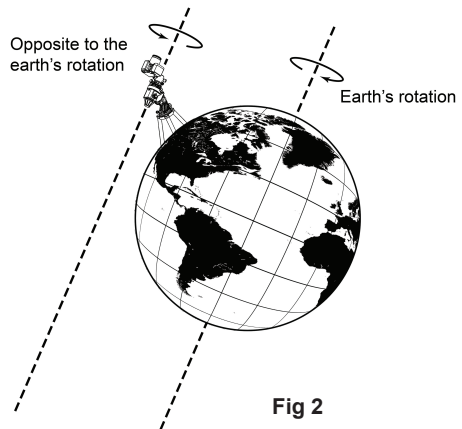 Opposite to the
earth's rotation
Earth's rotation
Fig 2